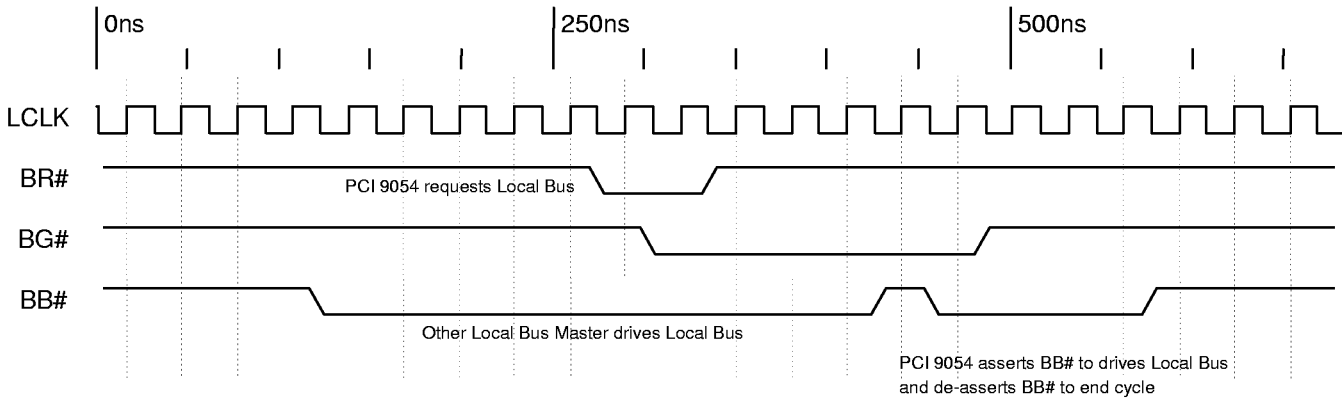 0ns
250ns
500ns
LCLK
BR#
PCI 9054 requests Local Bus
BG#
BB#
Other Local Bus Master drives Local Bus
PCI 9054 asserts BB# to drives Local Bus
and de-asserts BB# to end cycle